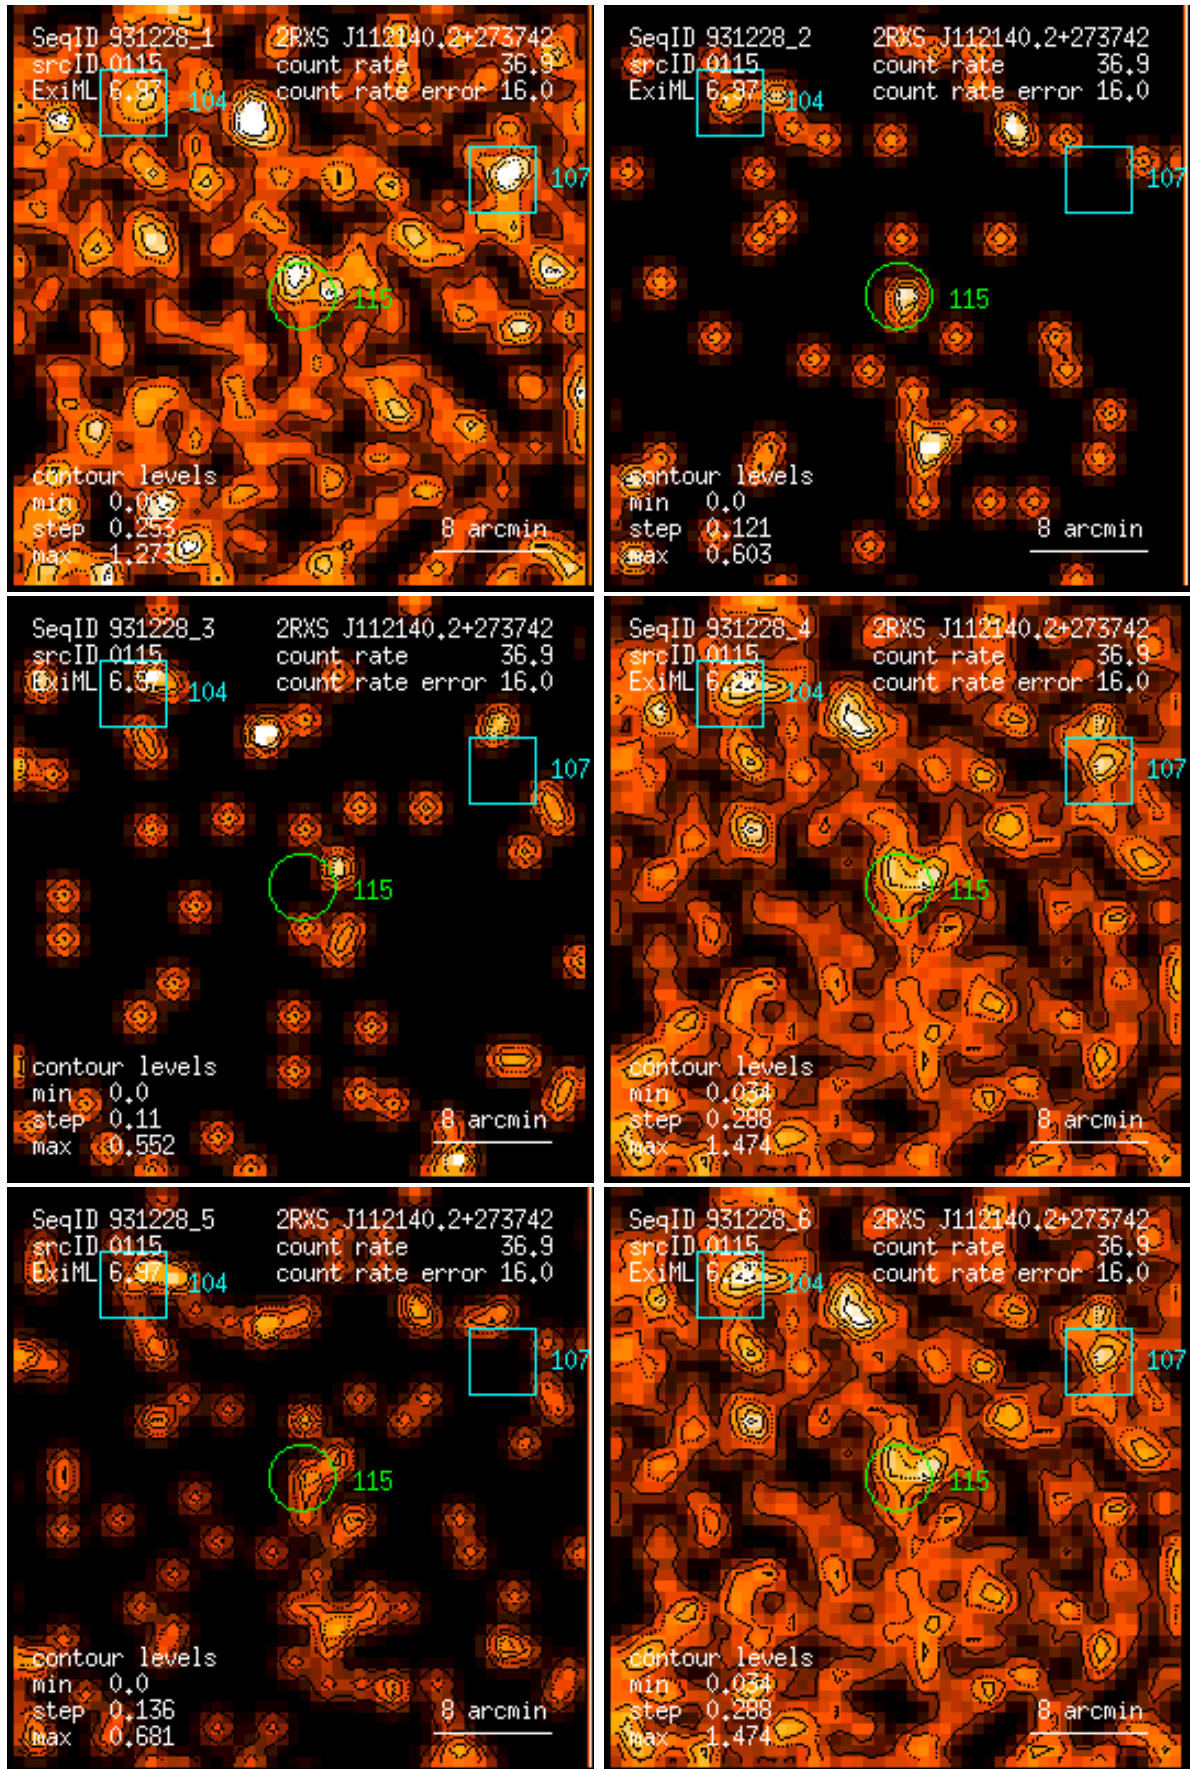 SeqID 931228_1 2RXS J112140.2+273742
srcID 0115 count rate 36.9
ExiML 6.97 count rate error 16.0
104
107
115
contour levels
min 0.006
step 0.253
max 1.273
8 arcmin
SeqID 931228_2 2RXS J112140.2+273742
srcID 0115 count rate 36.9
ExiML 6.97 count rate error 16.0
104
107
115
contour levels
min 0.0
step 0.121
max 0.603
8 arcmin
SeqID 931228_3 2RXS J112140.2+273742
srcID 0115 count rate 36.9
ExiML 6.97 count rate error 16.0
104
107
115
contour levels
min 0.0
step 0.11
max 0.552
8 arcmin
SeqID 931228_4 2RXS J112140.2+273742
srcID 0115 count rate 36.9
ExiML 6.97 count rate error 16.0
104
107
115
contour levels
min 0.034
step 0.288
max 1.474
8 arcmin
SeqID 931228_5 2RXS J112140.2+273742
srcID 0115 count rate 36.9
ExiML 6.97 count rate error 16.0
104
107
115
contour levels
min 0.0
step 0.136
max 0.681
8 arcmin
SeqID 931228_6 2RXS J112140.2+273742
srcID 0115 count rate 36.9
ExiML 6.97 count rate error 16.0
104
107
115
contour levels
min 0.034
step 0.288
max 1.474
8 arcmin